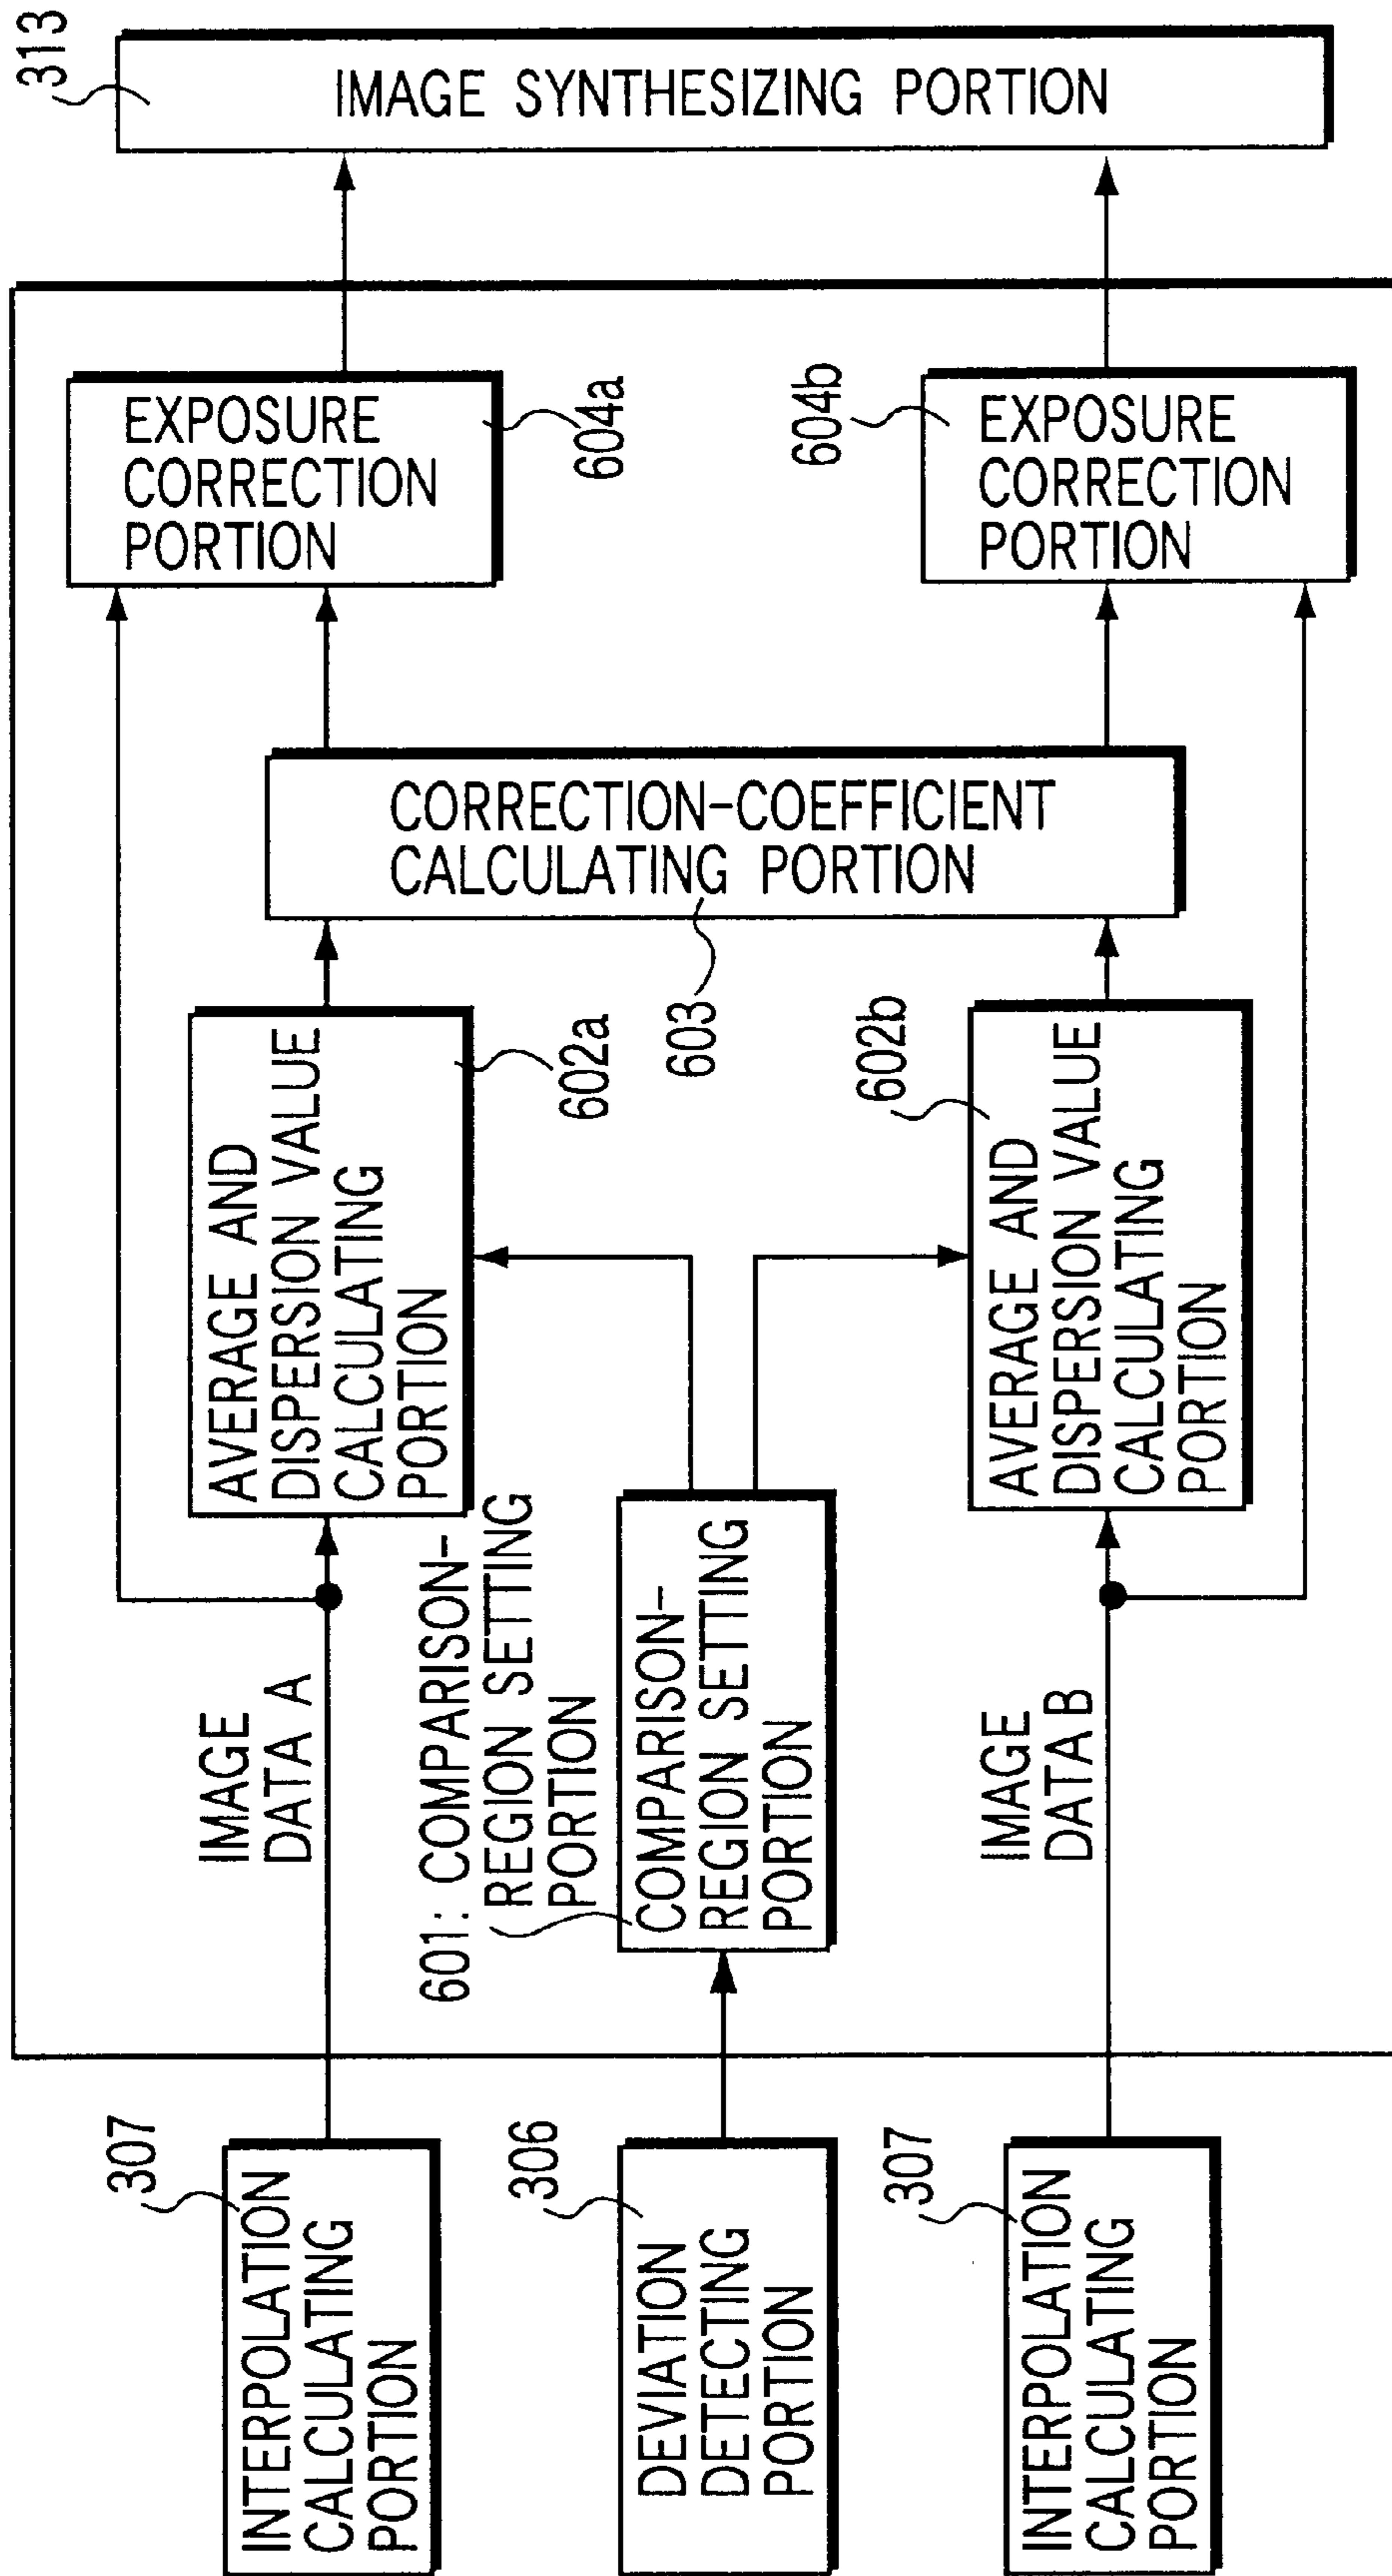 307
INTERPOLATION
CALCULATING
PORTION
306
DEVIATION
DETECTING
PORTION
307
INTERPOLATION
CALCULATING
PORTION
IMAGE
DATA A
601: COMPARISON-
REGION SETTING
PORTION
COMPARISON-
REGION SETTING
PORTION
IMAGE
DATA B
AVERAGE AND
DISPERSION VALUE
CALCULATING
PORTION
602a
602b
AVERAGE AND
DISPERSION VALUE
CALCULATING
PORTION
CORRECTION-COEFFICIENT
CALCULATING PORTION
603
EXPOSURE
CORRECTION
PORTION
604a
604b
EXPOSURE
CORRECTION
PORTION
313
IMAGE SYNTHESIZING PORTION